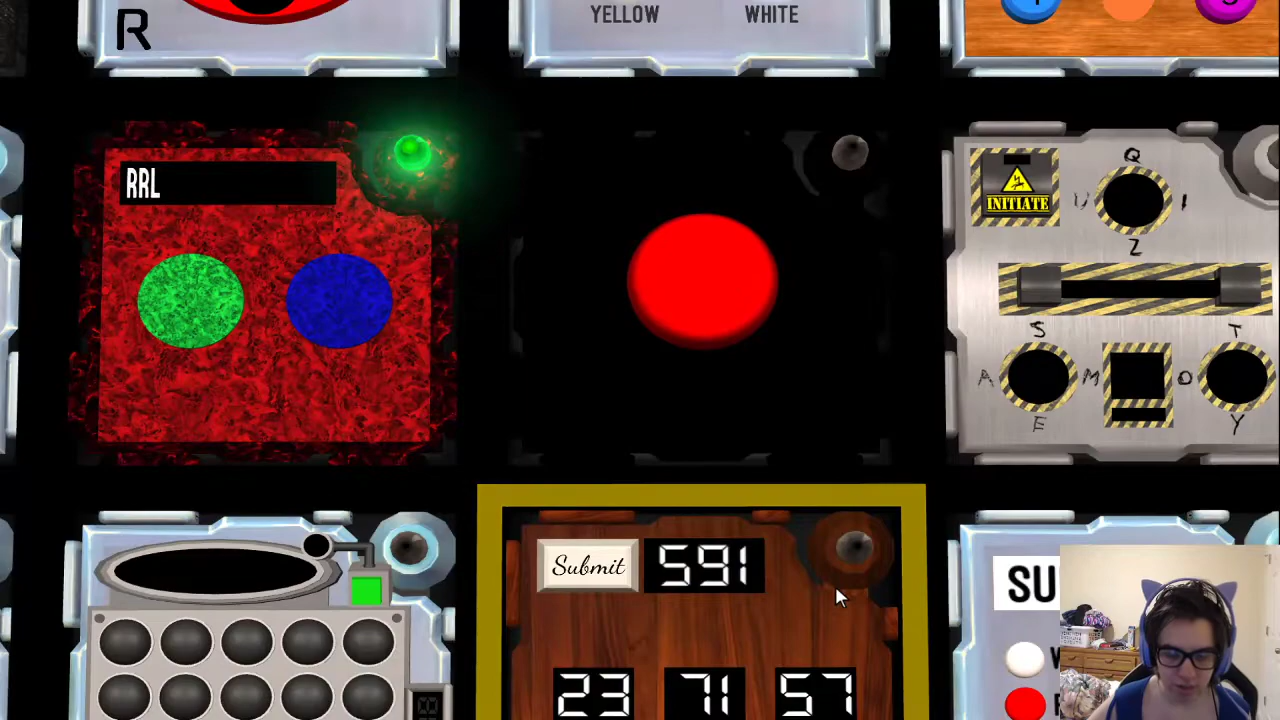 R
YELLOW WHITE
RRL
INITIATE
Q
U I
Z
S T
A M O
E Y
Submit 591
23 71 57
SU